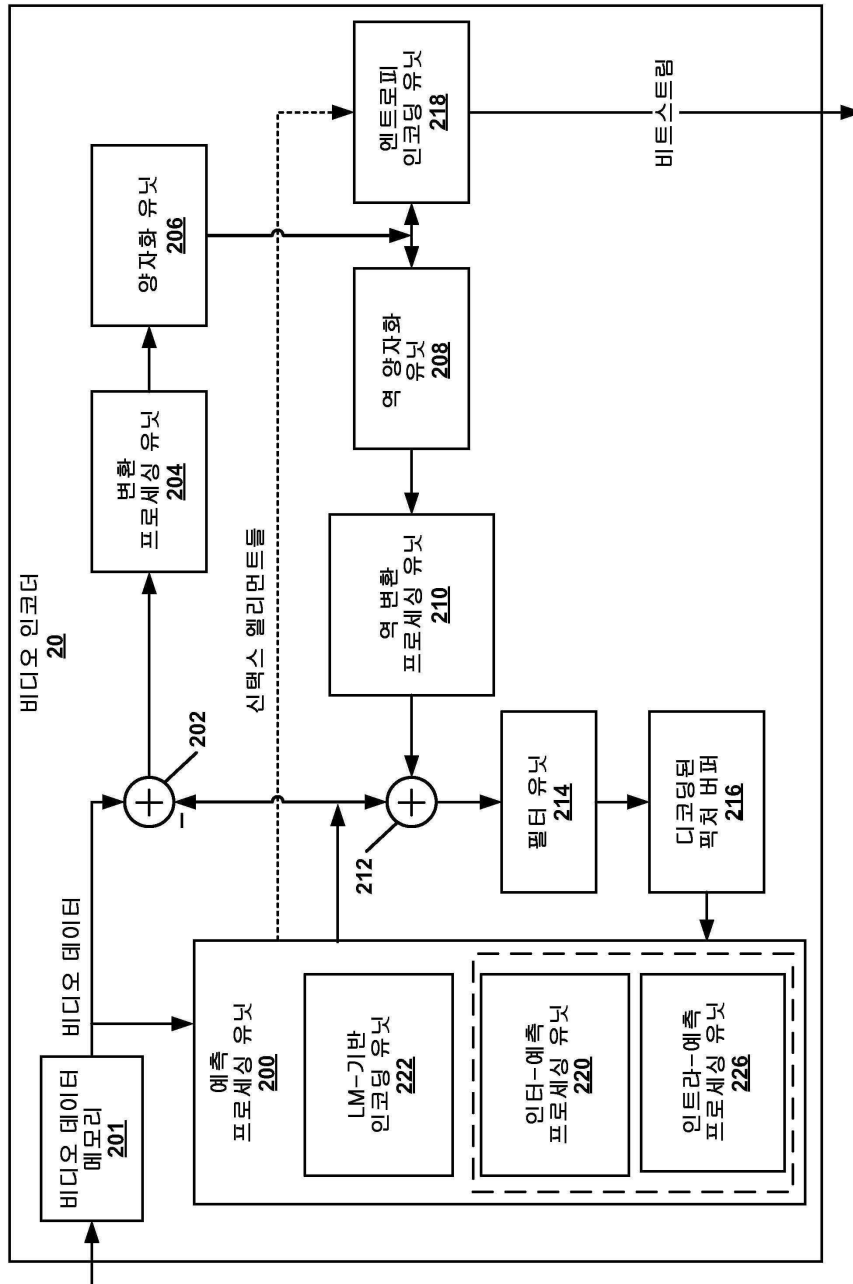 비디오 인코더
20
비디오 데이터
메모리
201
비디오 데이터
202
변환
프로세싱 유닛
204
양자화 유닛
206
신택스 엘리먼트들
예측
프로세싱 유닛
200
LM-기반
인코딩 유닛
222
인터-예측
프로세싱 유닛
220
인트라-예측
프로세싱 유닛
226
212
역 변환
프로세싱 유닛
210
역 양자화
유닛
208
엔트로피
인코딩 유닛
218
비트스트림
필터 유닛
214
디코딩된
픽처 버퍼
216